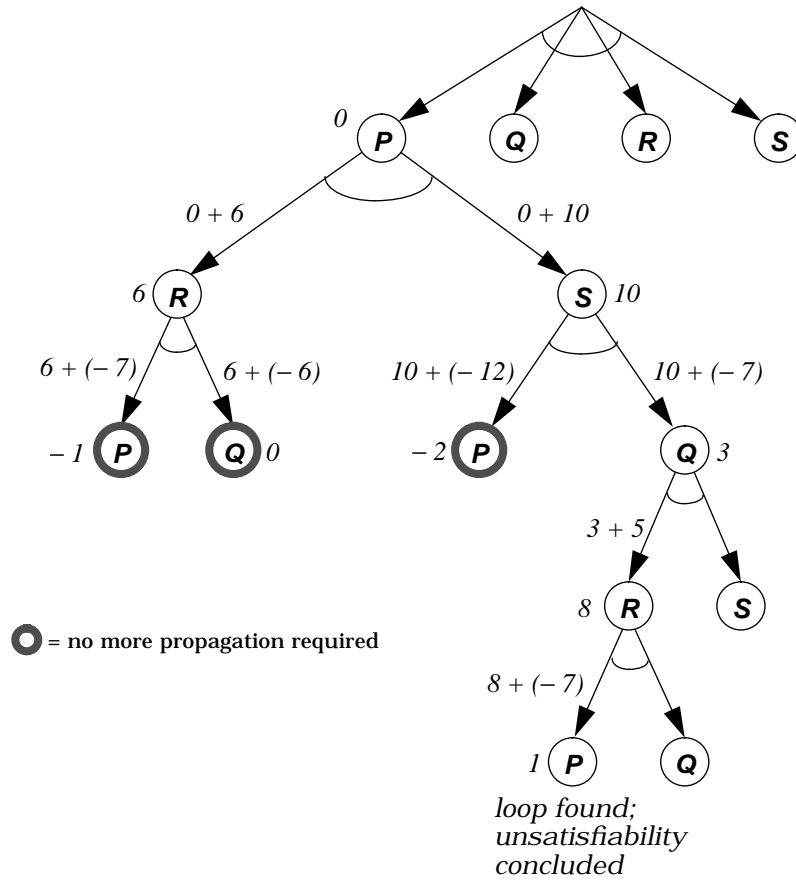 0
P
Q
R
S
0 + 6
0 + 10
6
R
S
10
6 + (– 7)
6 + (– 6)
10 + (– 12)
10 + (– 7)
– 1
P
Q
0
– 2
P
Q
3
3 + 5
8
R
S
= no more propagation required
8 + (– 7)
1
P
Q
loop found;
unsatisfiability
concluded